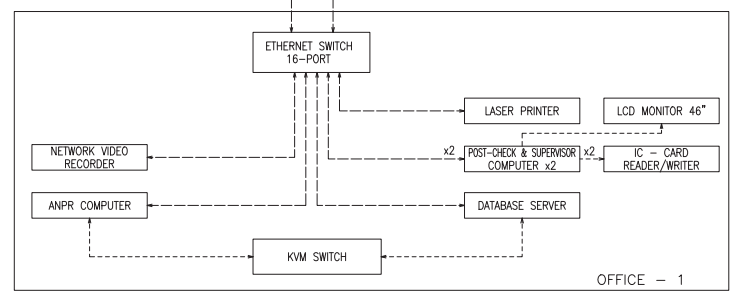 ETHERNET SWITCH
16-PORT
LASER PRINTER
LCD MONITOR 46"
NETWORK VIDEO
RECORDER
x2
POST-CHECK & SUPERVISOR
COMPUTER x2
x2
IC - CARD
READER/WRITER
ANPR COMPUTER
DATABASE SERVER
KVM SWITCH
OFFICE - 1